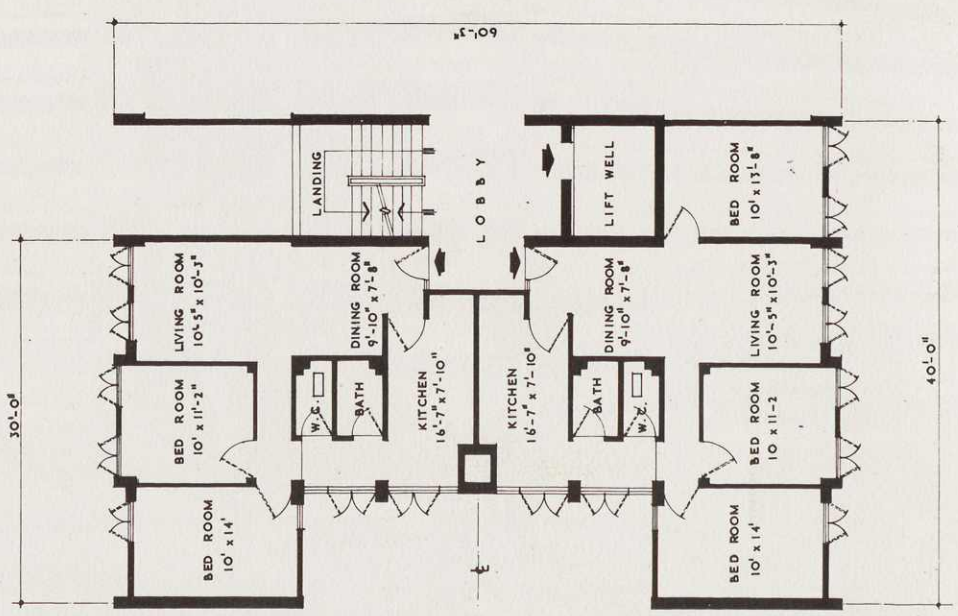 60'-3"
30'-0"
40'-0"
LANDING
LOBBY
LIFT WELL
BED ROOM
10' x 13'-8"
LIVING ROOM
10'-5" x 10'-3"
DINING ROOM
9'-10" x 7'-8"
DINING ROOM
9'-10" x 7'-8"
LIVING ROOM
10'-5" x 10'-3"
BED ROOM
10' x 11'-2"
W.C.
BATH
KITCHEN
16'-7" x 7'-10"
KITCHEN
16'-7" x 7'-10"
BATH
W.C.
BED ROOM
10 x 11-2
BED ROOM
10' x 14'
BED ROOM
10' x 14'